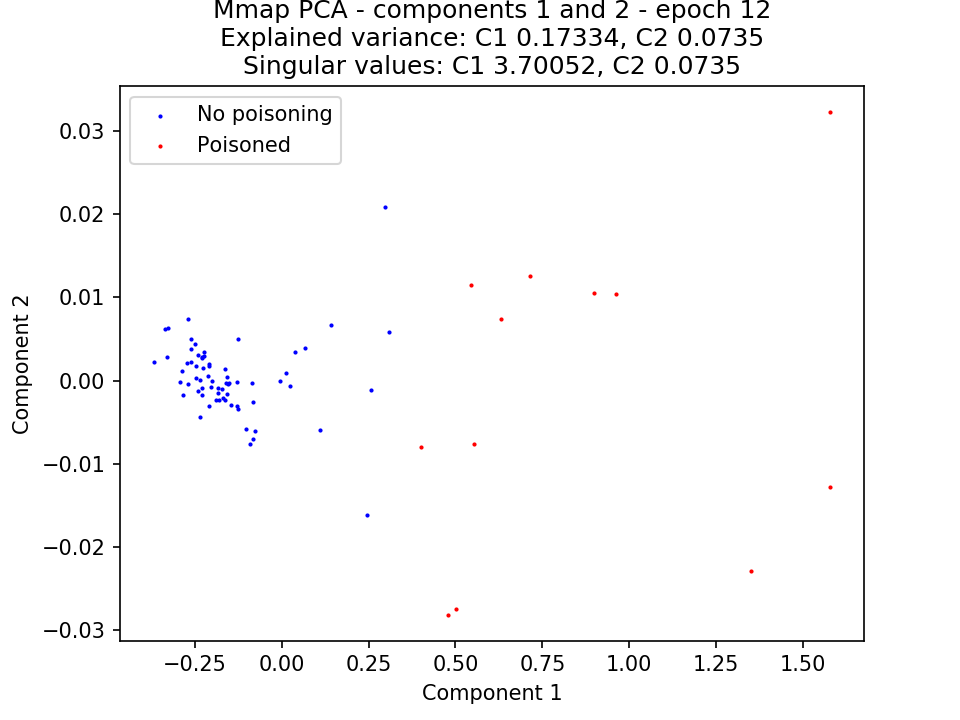 Mmap PCA - components 1 and 2 - epoch 12
Explained variance: C1 0.17334, C2 0.0735
Singular values: C1 3.70052, C2 0.0735
No poisoning
Poisoned
0.03
0.02
0.01
0.00
−0.01
−0.02
−0.03
Component 2
−0.25
0.00
0.25
0.50
0.75
1.00
1.25
1.50
Component 1